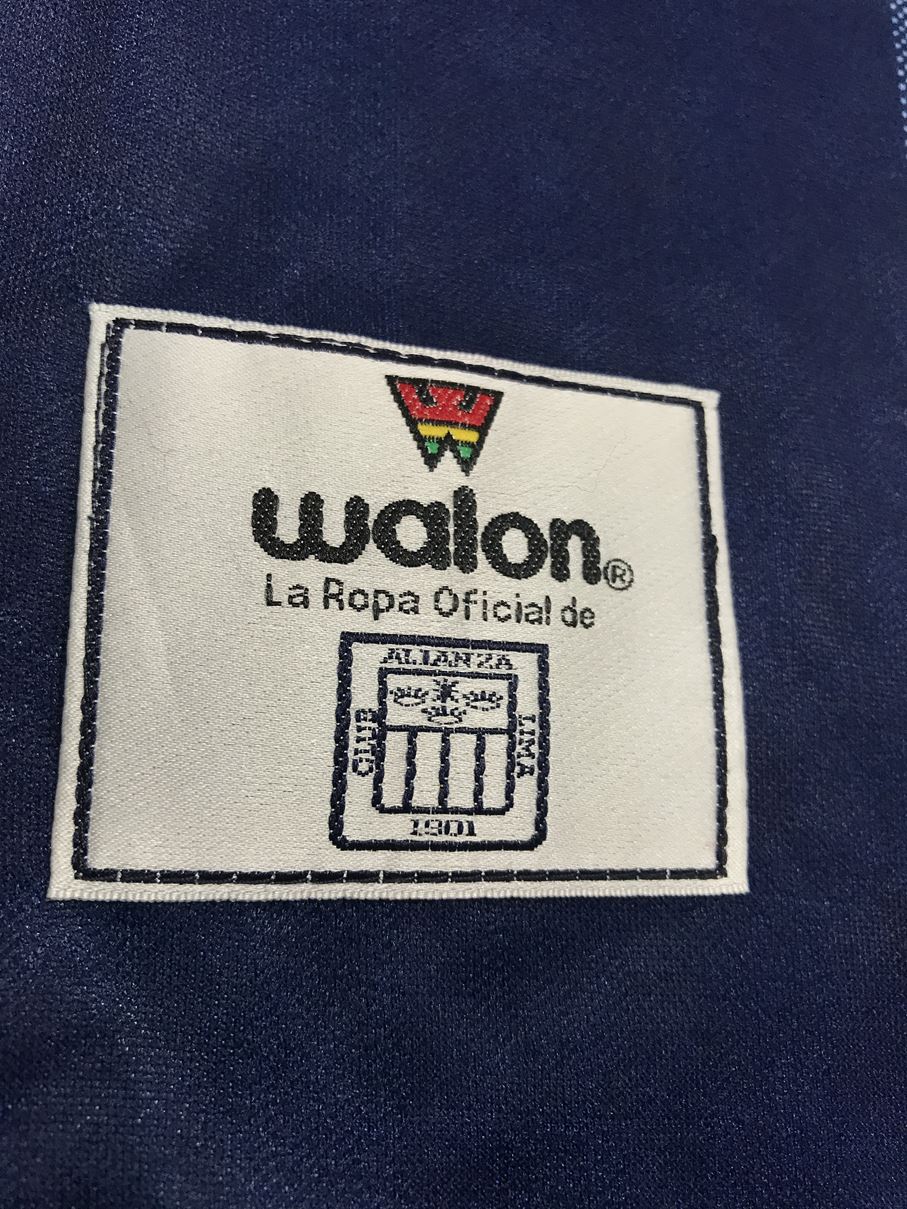 walon®
La Ropa Oficial de
ALIANZA
CLUB
LIMA
1901